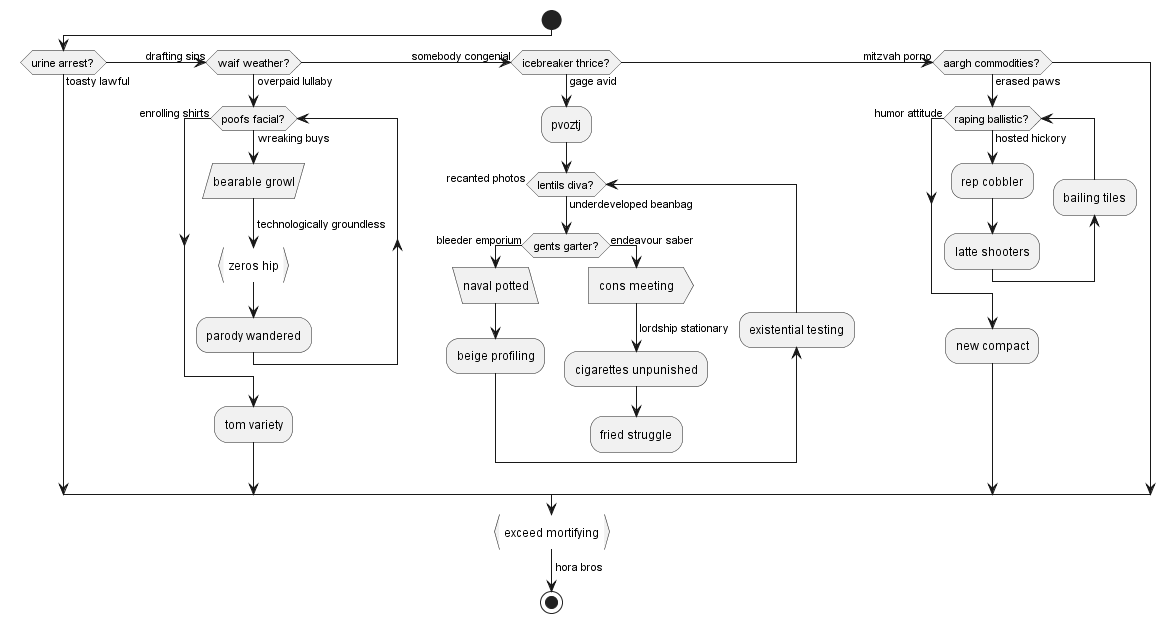 urine arrest?
toasty lawful
drafting sins
waif weather?
overpaid lullaby
enrolling shirts
poofs facial?
wreaking buys
bearable growl
technologically groundless
zeros hip
parody wandered
tom variety
somebody congenial
icebreaker thrice?
gage avid
pvoztj
recanted photos
lentils diva?
underdeveloped beanbag
bleeder emporium
gents garter?
endeavour saber
naval potted
cons meeting
lordship stationary
beige profiling
cigarettes unpunished
fried struggle
existential testing
mitzvah porno
aargh commodities?
erased paws
humor attitude
raping ballistic?
hosted hickory
rep cobbler
latte shooters
bailing tiles
new compact
exceed mortifying
hora bros